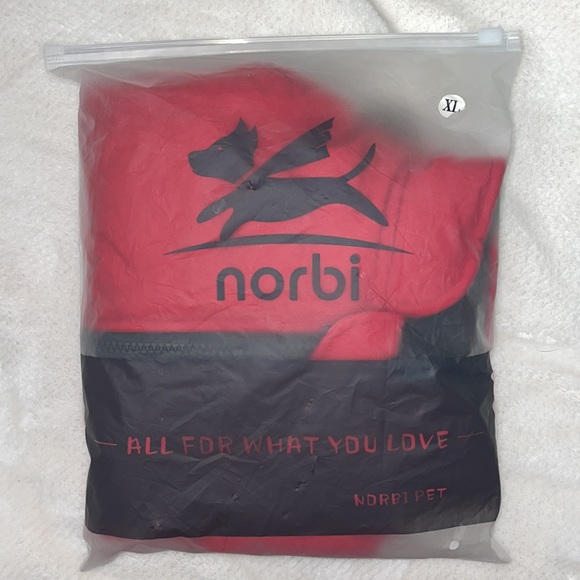 XL
norbi
ALL FOR WHAT YOU LOVE
NORBI PET